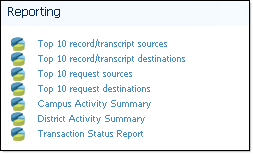 Reporting
Top 10 record/transcript sources
Top 10 record/transcript destinations
Top 10 request sources
Top 10 request destinations
Campus Activity Summary
District Activity Summary
Transaction Status Report